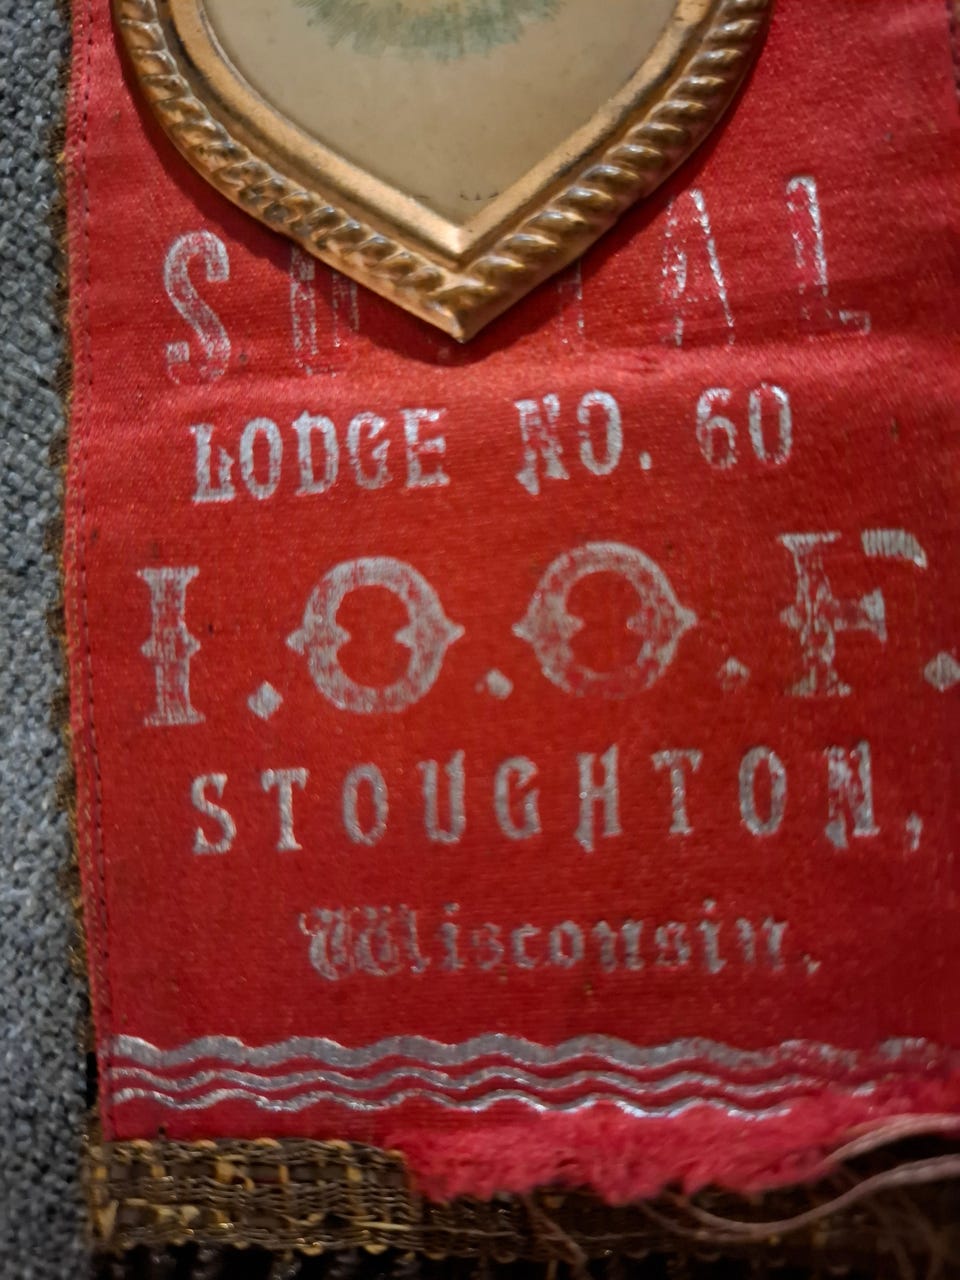 LODGE NO. 60
I.O.O.F.
STOUGHTON,
Wisconsin.